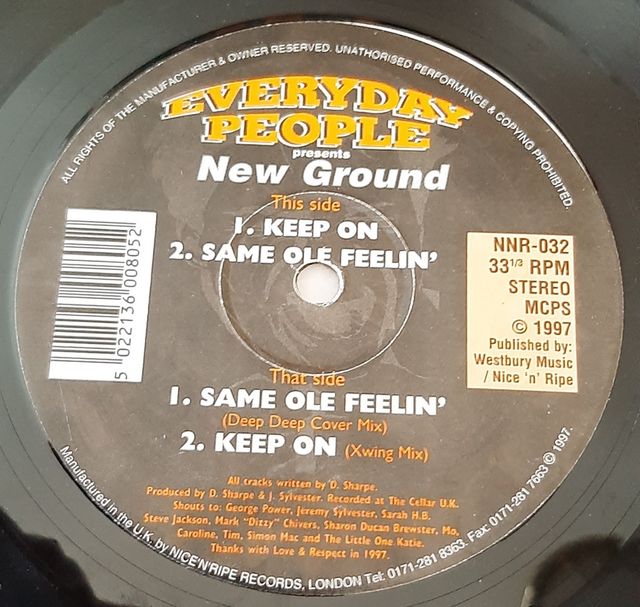 ALL RIGHTS OF THE MANUFACTURER & OWNER RESERVED. UNATHORISED PERFORMANCE & COPYING PROHIBITED.
EVERYDAY
PEOPLE
presents
New Ground
This side
1. KEEP ON
2. SAME OLE FEELIN'
5 022136 008052
NNR-032
33 1/3 RPM
STEREO
MCPS
© 1997
Published by:
Westbury Music
/ Nice 'n' Ripe
That side
1. SAME OLE FEELIN'
(Deep Deep Cover Mix)
2. KEEP ON (Xwing Mix)
All tracks written by D. Sharpe.
Produced by D. Sharpe & J. Sylvester. Recorded at The Cellar U.K.
Shouts to: George Power, Jeremy Sylvester, Sarah H.B.
Steve Jackson, Mark "Dizzy" Chivers, Sharon Ducan Brewster, Mo,
Caroline, Tim, Simon Mac and The Little One Katie.
Thanks with Love & Respect in 1997.
Manufactured in the U.K. by NICE'N'RIPE RECORDS, LONDON Tel: 0171-281 8363. Fax: 0171-281 7663 © 1997.